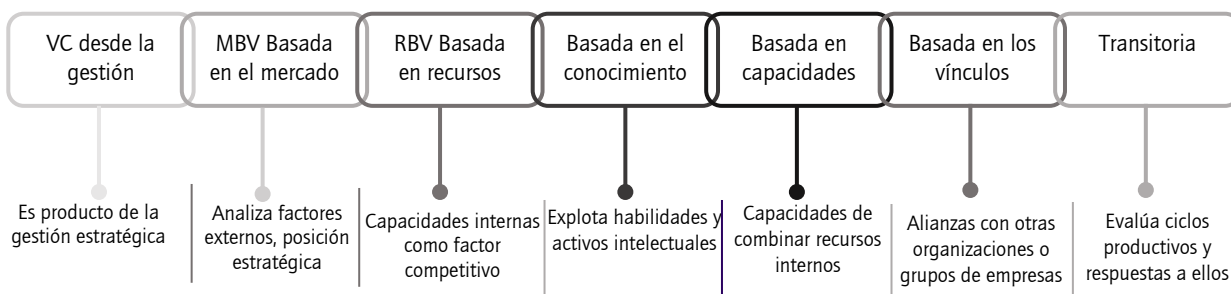 VC desde la
gestión
MBV Basada
en el mercado
RBV Basada
en recursos
Basada en el
conocimiento
Basada en
capacidades
Basada en los
vínculos
Transitoria
Es producto de la
gestión estratégica
Analiza factores
externos, posición
estratégica
Capacidades internas
como factor
competitivo
Explota habilidades y
activos intelectuales
Capacidades de
combinar recursos
internos
Alianzas con otras
organizaciones o
grupos de empresas
Evalúa ciclos
productivos y
respuestas a ellos